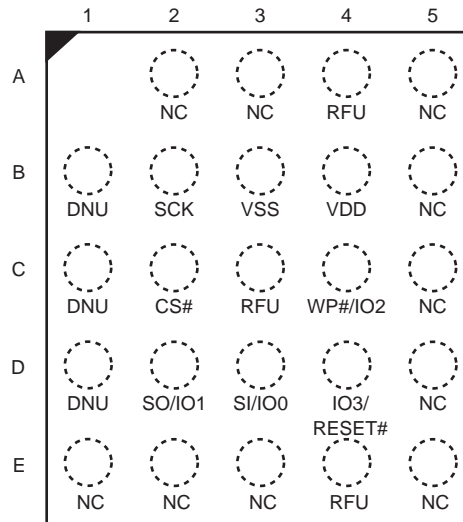 1 2 3 4 5
A
NC NC RFU NC
B
DNU SCK VSS VDD NC
C
DNU CS# RFU WP#/IO2 NC
D
DNU SO/IO1 SI/IO0 IO3/ NC
RESET#
E
NC NC NC RFU NC